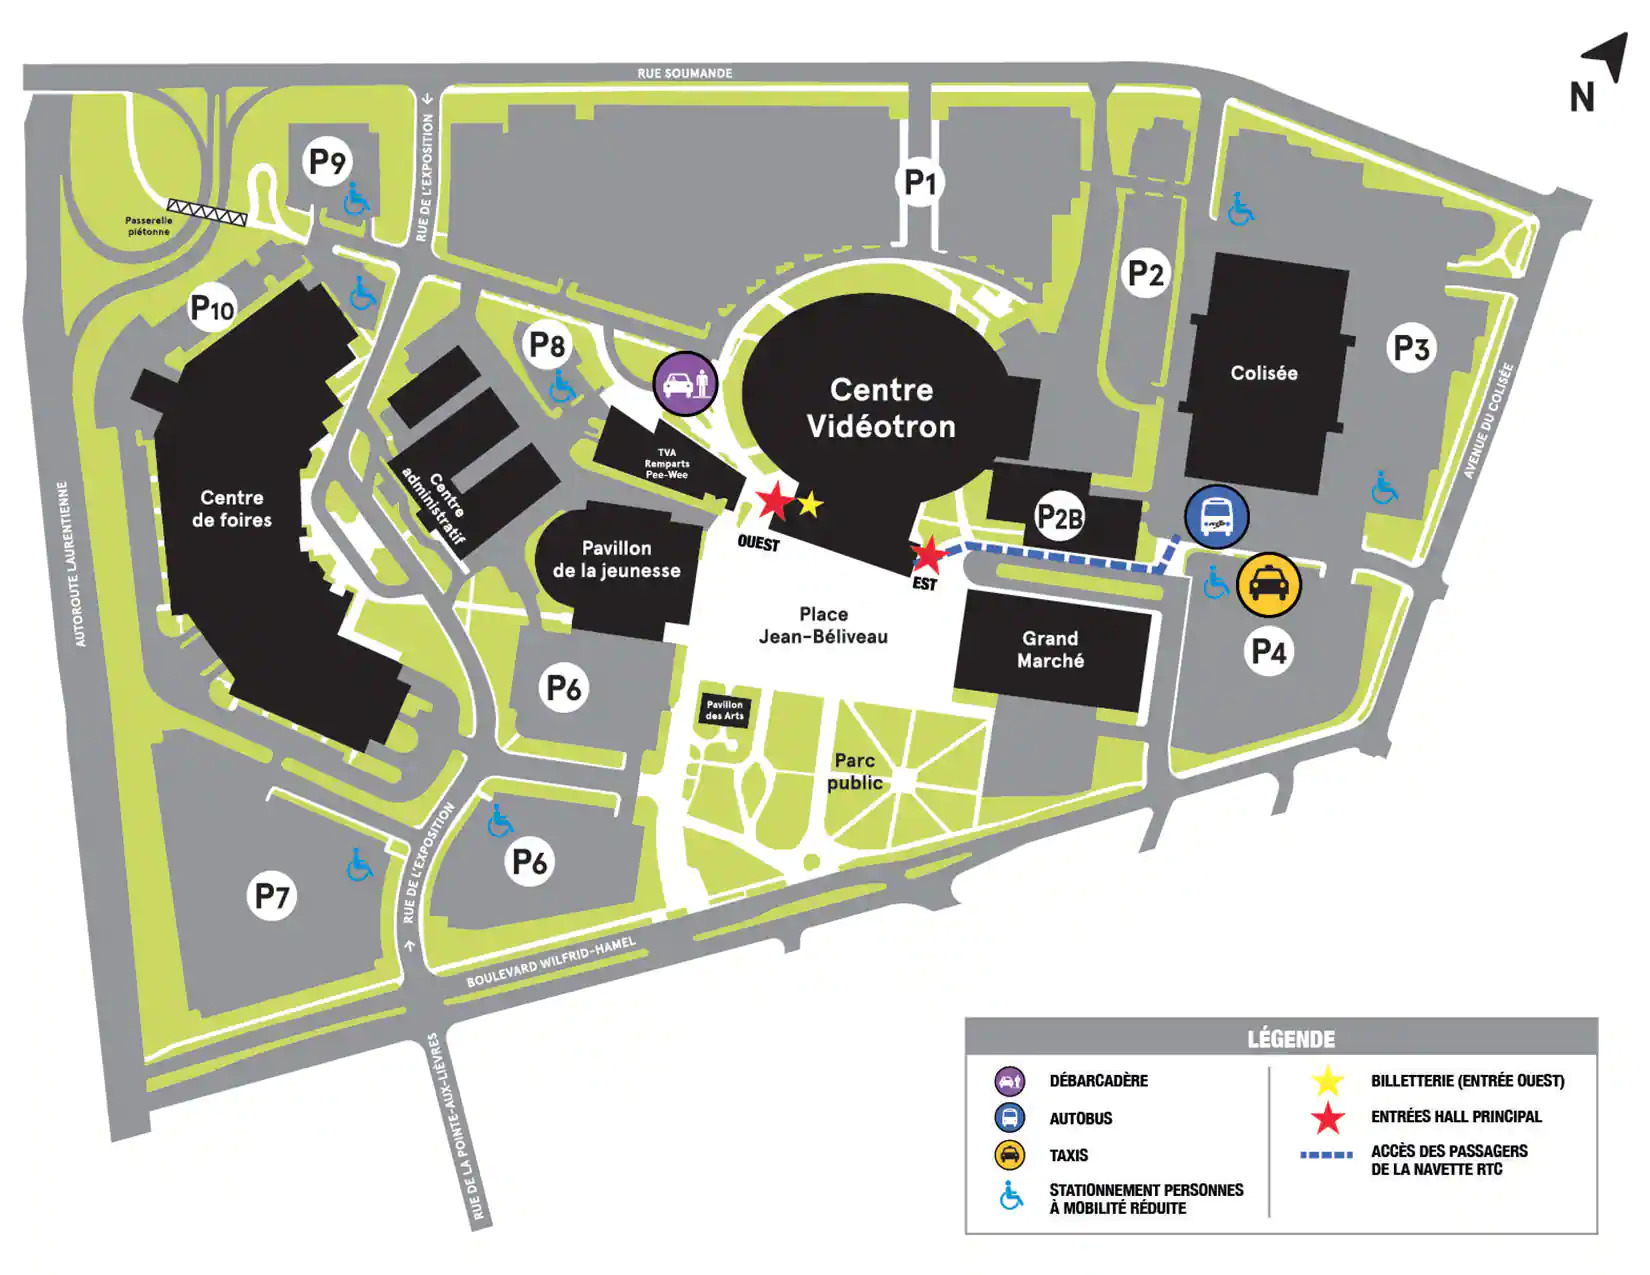 RUE SOUMANDE
N
P9
RUE DE L'EXPOSITION
P1
Passerelle
piétonne
P2
P10
P8
P3
Colisée
Centre
Vidéotron
AVENUE DU COLISÉE
TVA
Remparts
Pee-Wee
Centre
administratif
Centre
de foires
P2B
OUEST
Pavillon
de la jeunesse
EST
AUTOROUTE LAURENTIENNE
Place
Jean-Béliveau
Grand
Marché
P4
P6
Pavillon
des Arts
Parc
public
P6
P7
RUE DE L'EXPOSITION
BOULEVARD WILFRID-HAMEL
RUE DE LA POINTE-AUX-LIÈVRES
LÉGENDE
DÉBARCADÈRE
AUTOBUS
TAXIS
STATIONNEMENT PERSONNES
À MOBILITÉ RÉDUITE
BILLETTERIE (ENTRÉE OUEST)
ENTRÉES HALL PRINCIPAL
ACCÈS DES PASSAGERS
DE LA NAVETTE RTC